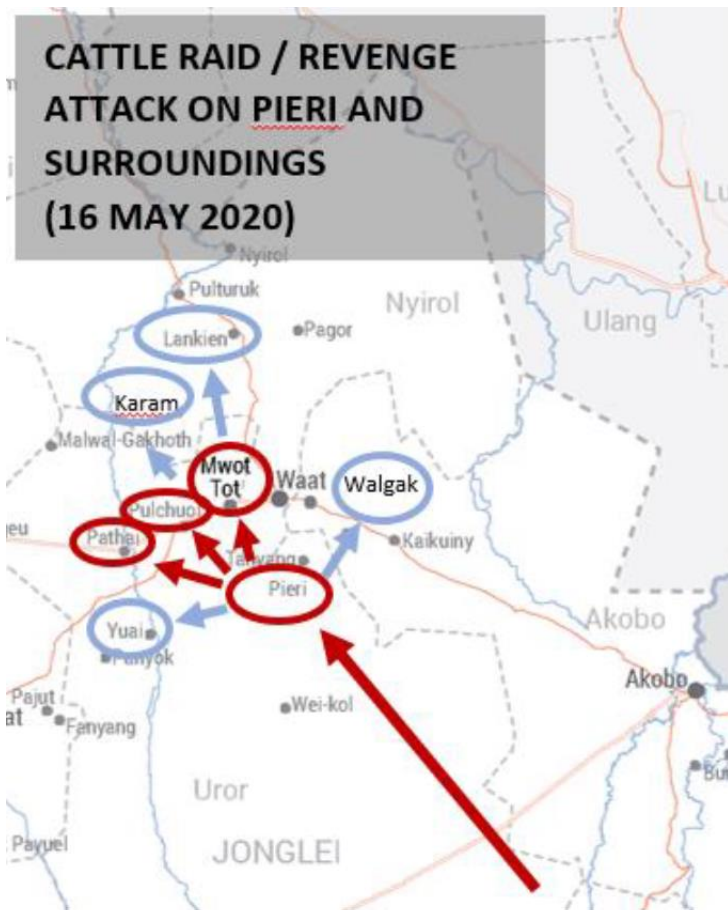 CATTLE RAID / REVENGE
ATTACK ON PIERI AND
SURROUNDINGS
(16 MAY 2020)
Nyirol
Pulturuk
Nyirol
Ulang
Lankien
Pagor
Karam
Malwal-Gakhoth
Mwot
Tot
Waat
Walgak
Pulchuol
Pathai
Kaikuiny
Tanyang
Pieri
Akobo
Yuai
Akobo
Wei-kol
Pajut
Fanyang
Uror
JONGLEI
Payuel